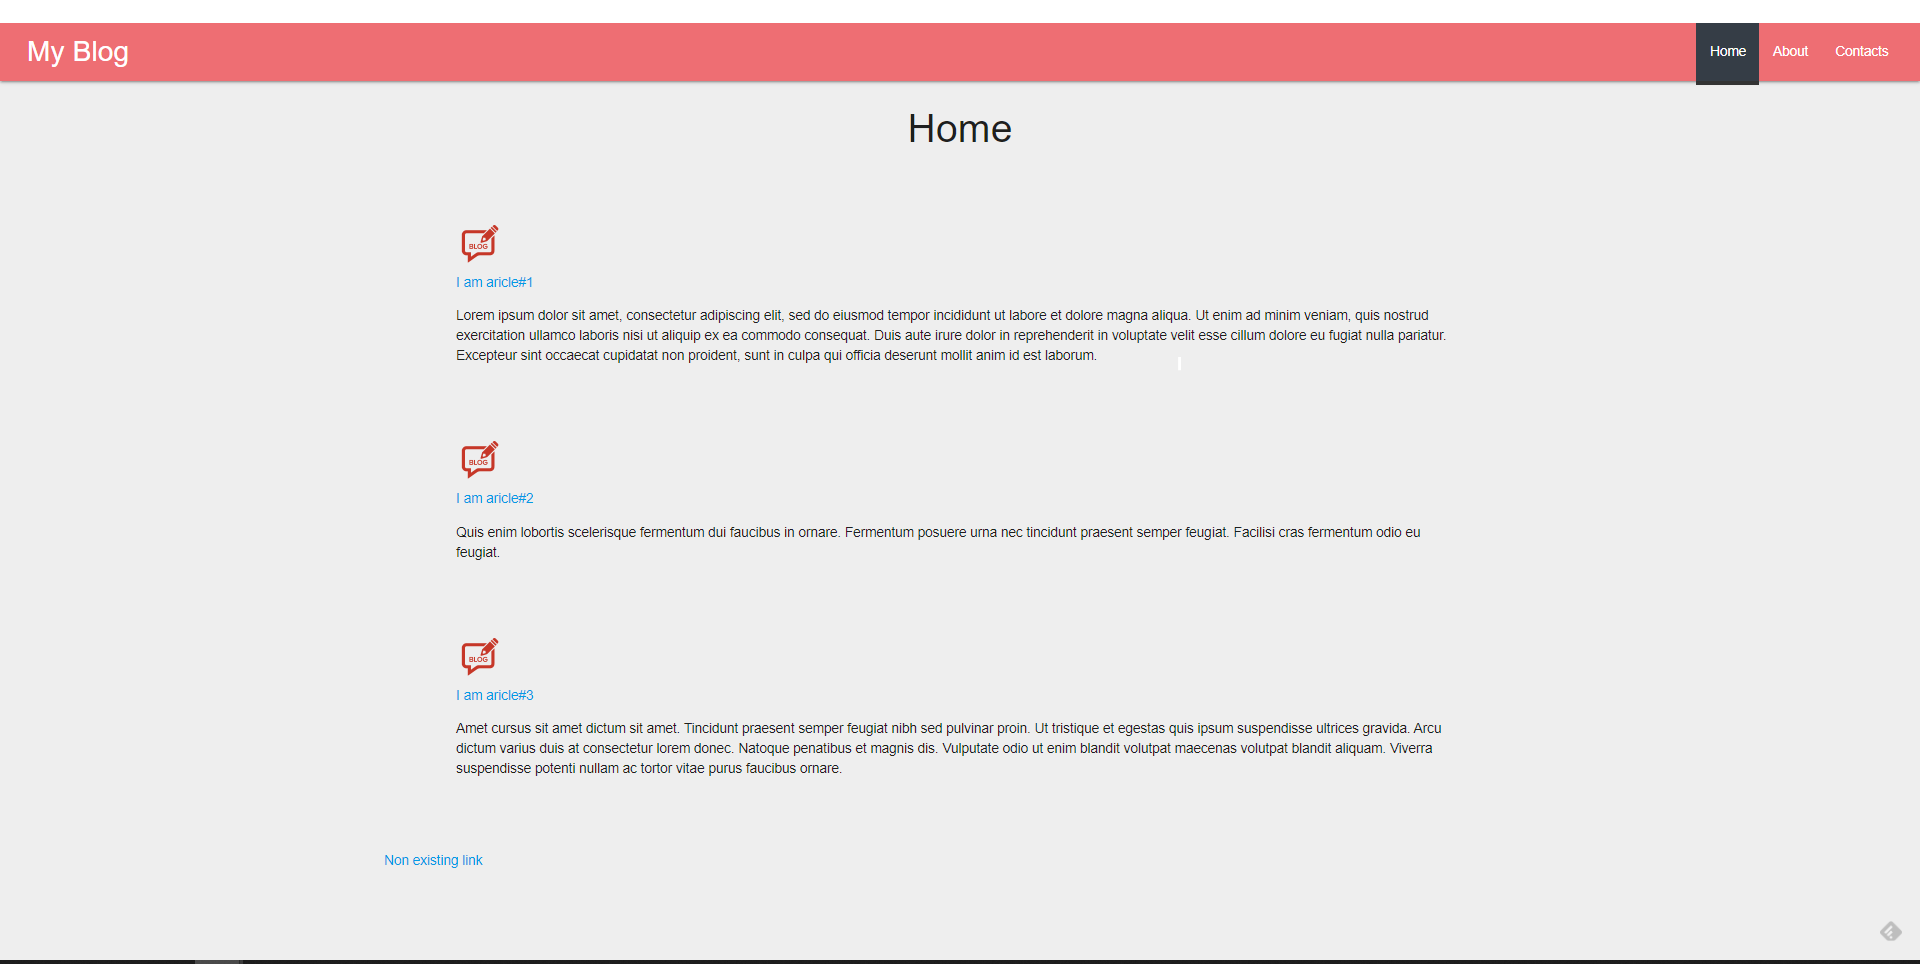 My Blog
Home About Contacts
Home
BLOG
I am aricle#1
Lorem ipsum dolor sit amet, consectetur adipiscing elit, sed do eiusmod tempor incididunt ut labore et dolore magna aliqua. Ut enim ad minim veniam, quis nostrud
exercitation ullamco laboris nisi ut aliquip ex ea commodo consequat. Duis aute irure dolor in reprehenderit in voluptate velit esse cillum dolore eu fugiat nulla pariatur.
Excepteur sint occaecat cupidatat non proident, sunt in culpa qui officia deserunt mollit anim id est laborum.
BLOG
I am aricle#2
Quis enim lobortis scelerisque fermentum dui faucibus in ornare. Fermentum posuere urna nec tincidunt praesent semper feugiat. Facilisi cras fermentum odio eu
feugiat.
BLOG
I am aricle#3
Amet cursus sit amet dictum sit amet. Tincidunt praesent semper feugiat nibh sed pulvinar proin. Ut tristique et egestas quis ipsum suspendisse ultrices gravida. Arcu
dictum varius duis at consectetur lorem donec. Natoque penatibus et magnis dis. Vulputate odio ut enim blandit volutpat maecenas volutpat blandit aliquam. Viverra
suspendisse potenti nullam ac tortor vitae purus faucibus ornare.
Non existing link